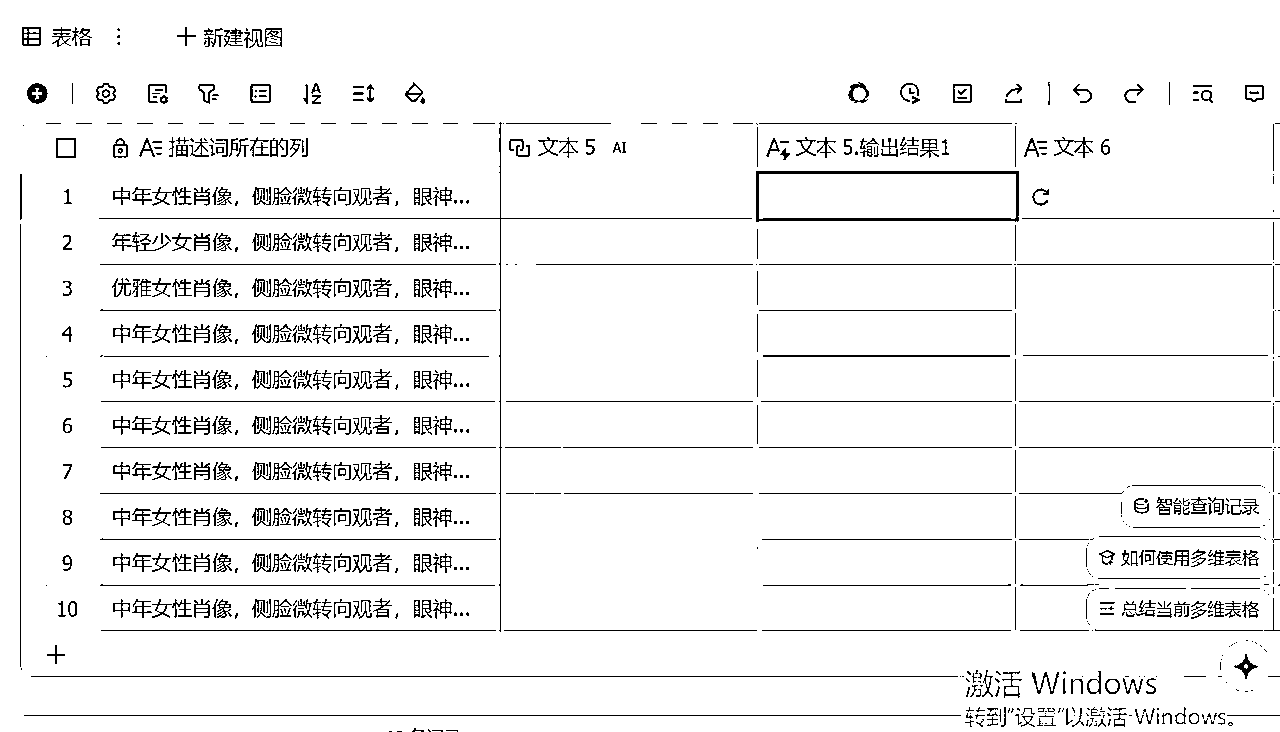 表格 新建视图
描述词所在的列 文本 5 AI 文本 5.输出结果1 文本 6
1 中年女性肖像，侧脸微转向观者，眼神...
2 年轻少女肖像，侧脸微转向观者，眼神...
3 优雅女性肖像，侧脸微转向观者，眼神...
4 中年女性肖像，侧脸微转向观者，眼神...
5 中年女性肖像，侧脸微转向观者，眼神...
6 中年女性肖像，侧脸微转向观者，眼神...
7 中年女性肖像，侧脸微转向观者，眼神...
8 中年女性肖像，侧脸微转向观者，眼神...
智能查询记录
9 中年女性肖像，侧脸微转向观者，眼神...
如何使用多维表格
10 中年女性肖像，侧脸微转向观者，眼神...
总结当前多维表格
激活 Windows
转到"设置"以激活 Windows。